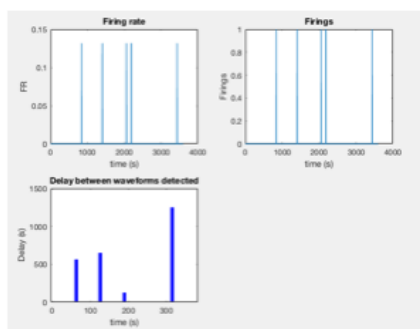 Firing rate
0.15
0.1
0.05
0
FR
0 1000 2000 3000 4000
time (s)
Firings
1
0.8
0.6
0.4
0.2
0
Firings
0 1000 2000 3000 4000
time (s)
Delay between waveforms detected
1500
1000
500
0
Delay (s)
0 100 200 300
time (s)